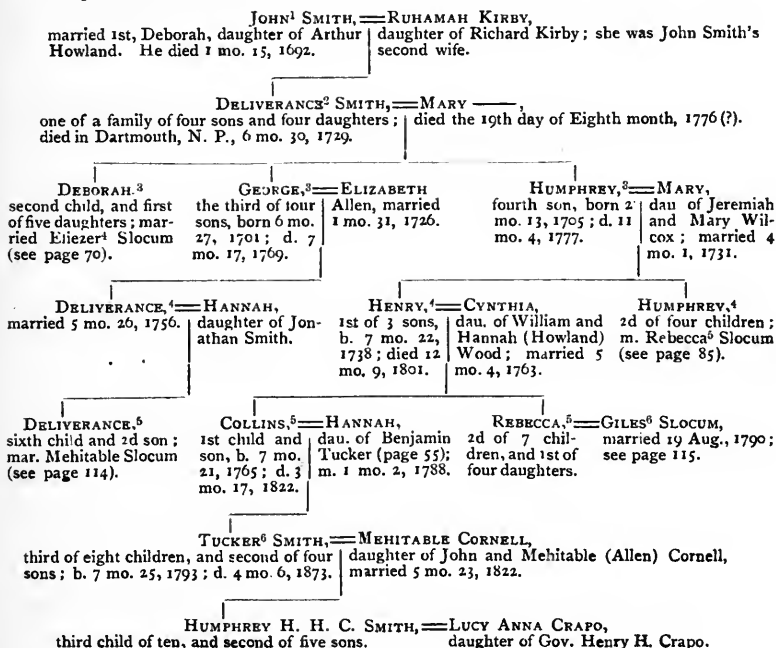 JOHN¹ SMITH,══RUHAMAH KIRBY,
married 1st, Deborah, daughter of Arthur Howland. He died 1 mo. 15, 1692.
daughter of Richard Kirby; she was John Smith's second wife.
DELIVERANCE² SMITH,══MARY ———,
one of a family of four sons and four daughters; died in Dartmouth, N. P., 6 mo. 30, 1729.
died the 19th day of Eighth month, 1776 (?).
DEBORAH.³
second child, and first
of five daughters; mar-
ried Eliezer⁴ Slocum
(see page 70).
GEORGE,³══ELIZABETH
the third of four
sons, born 6 mo.
27, 1701; d. 7
mo. 17, 1769.
Allen, married
1 mo. 31, 1726.
HUMPHREY,³══MARY,
fourth son, born 2
mo. 13, 1705; d. 11
mo. 4, 1777.
dau of Jeremiah
and Mary Wil-
cox; married 4
mo. 1, 1731.
DELIVERANCE,⁴══HANNAH,
married 5 mo. 26, 1756.
daughter of Jon-
athan Smith.
HENRY,⁴══CYNTHIA,
1st of 3 sons,
b. 7 mo. 22,
1738; died 12
mo. 9, 1801.
dau. of William and
Hannah (Howland)
Wood; married 5
mo. 4, 1763.
HUMPHREY,⁴
2d of four children;
m. Rebecca⁵ Slocum
(see page 85).
DELIVERANCE,⁵
sixth child and 2d son;
mar. Mehitable Slocum
(see page 114).
COLLINS,⁵══HANNAH,
1st child and
son, b. 7 mo.
21, 1765; d. 3
mo. 17, 1822.
dau. of Benjamin
Tucker (page 55);
m. 1 mo. 2, 1788.
REBECCA,⁵══GILES⁶ SLOCUM,
2d of 7 chil-
dren, and 1st of
four daughters.
married 19 Aug., 1790;
see page 115.
TUCKER⁶ SMITH,══MEHITABLE CORNELL,
third of eight children, and second of four
sons; b. 7 mo. 25, 1793; d. 4 mo. 6, 1873.
daughter of John and Mehitable (Allen) Cornell,
married 5 mo. 23, 1822.
HUMPHREY H. H. C. SMITH,══LUCY ANNA CRAPO,
third child of ten, and second of five sons.
daughter of Gov. Henry H. Crapo.